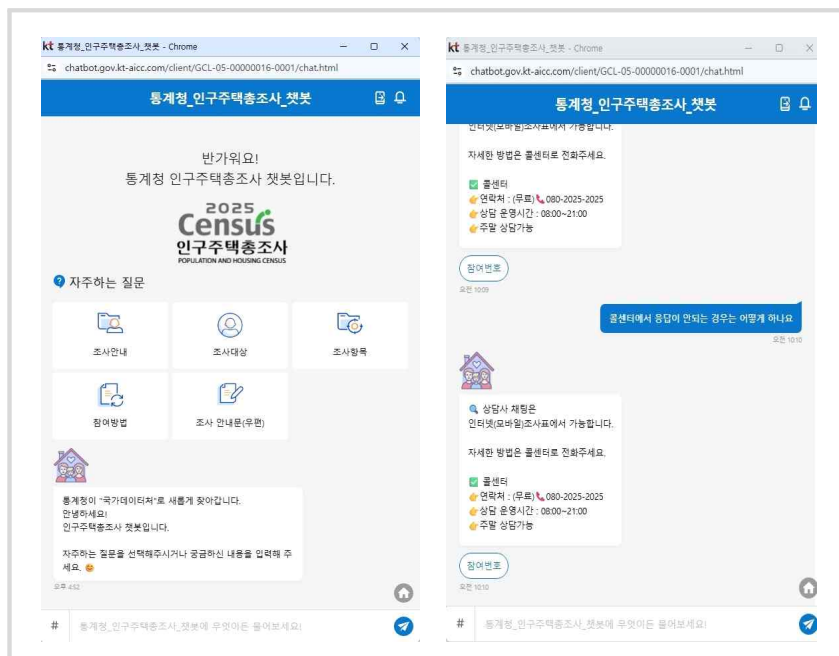 kt 통계청_인구주택총조사_챗봇 - Chrome
chatbot.gov.kt-aicc.com/client/GCL-05-00000016-0001/chat.html
통계청_인구주택총조사_챗봇
반가워요!
통계청 인구주택총조사 챗봇입니다.
2025
Census
인구주택총조사
POPULATION AND HOUSING CENSUS
자주하는 질문
조사안내
조사대상
조사항목
참여방법
조사 안내문(우편)
통계청이 "국가데이터처"로 새롭게 찾아갑니다.
안녕하세요!
인구주택총조사 챗봇입니다.
자주하는 질문을 선택해주시거나 궁금하신 내용을 입력해 주
세요.
오후 4:52
# 통계청_인구주택총조사_챗봇에 무엇이든 물어보세요!
kt 통계청_인구주택총조사_챗봇 - Chrome
chatbot.gov.kt-aicc.com/client/GCL-05-00000016-0001/chat.html
통계청_인구주택총조사_챗봇
인터넷(모바일)조사표에서 가능합니다.
자세한 방법은 콜센터로 전화주세요.
콜센터
연락처 : (무료) 080-2025-2025
상담 운영시간 : 08:00~21:00
주말 상담가능
참여번호
오전 10:09
콜센터에서 응답이 안되는 경우는 어떻게 하나요
오전 10:10
상담사 채팅은
인터넷(모바일)조사표에서 가능합니다.
자세한 방법은 콜센터로 전화주세요.
콜센터
연락처 : (무료) 080-2025-2025
상담 운영시간 : 08:00~21:00
주말 상담가능
참여번호
오전 10:10
# 통계청_인구주택총조사_챗봇에 무엇이든 물어보세요!